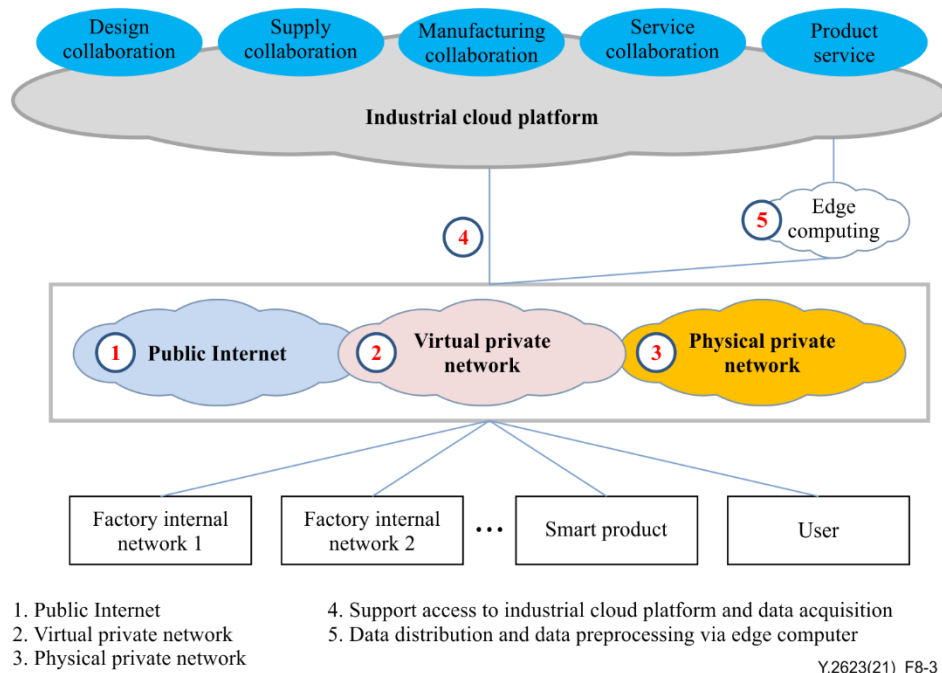 Design
collaboration
Supply
collaboration
Manufacturing
collaboration
Service
collaboration
Product
service
Industrial cloud platform
4
5
Edge
computing
1
Public Internet
2
Virtual private
network
3
Physical private
network
Factory internal
network 1
Factory internal
network 2
...
Smart product
User
1. Public Internet
2. Virtual private network
3. Physical private network
4. Support access to industrial cloud platform and data acquisition
5. Data distribution and data preprocessing via edge computer
Y.2623(21)_F8-3